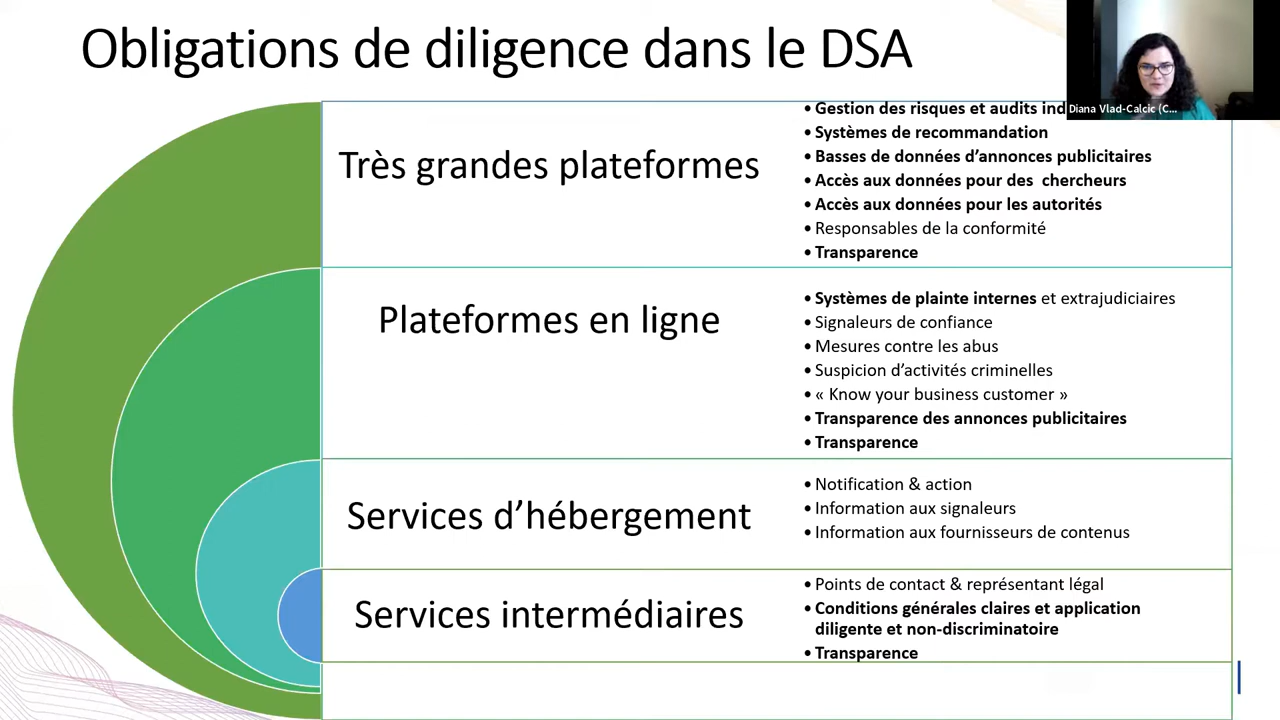 Obligations de diligence dans le DSA
Diana Vlad-Calcic (C...
Très grandes plateformes
• Gestion des risques et audits
• Systèmes de recommandation
• Basses de données d’annonces publicitaires
• Accès aux données pour des chercheurs
• Accès aux données pour les autorités
• Responsables de la conformité
• Transparence
Plateformes en ligne
• Systèmes de plainte internes et extrajudiciaires
• Signaleurs de confiance
• Mesures contre les abus
• Suspicion d’activités criminelles
• « Know your business customer »
• Transparence des annonces publicitaires
• Transparence
Services d’hébergement
• Notification & action
• Information aux signaleurs
• Information aux fournisseurs de contenus
Services intermédiaires
• Points de contact & représentant légal
• Conditions générales claires et application
diligente et non-discriminatoire
• Transparence